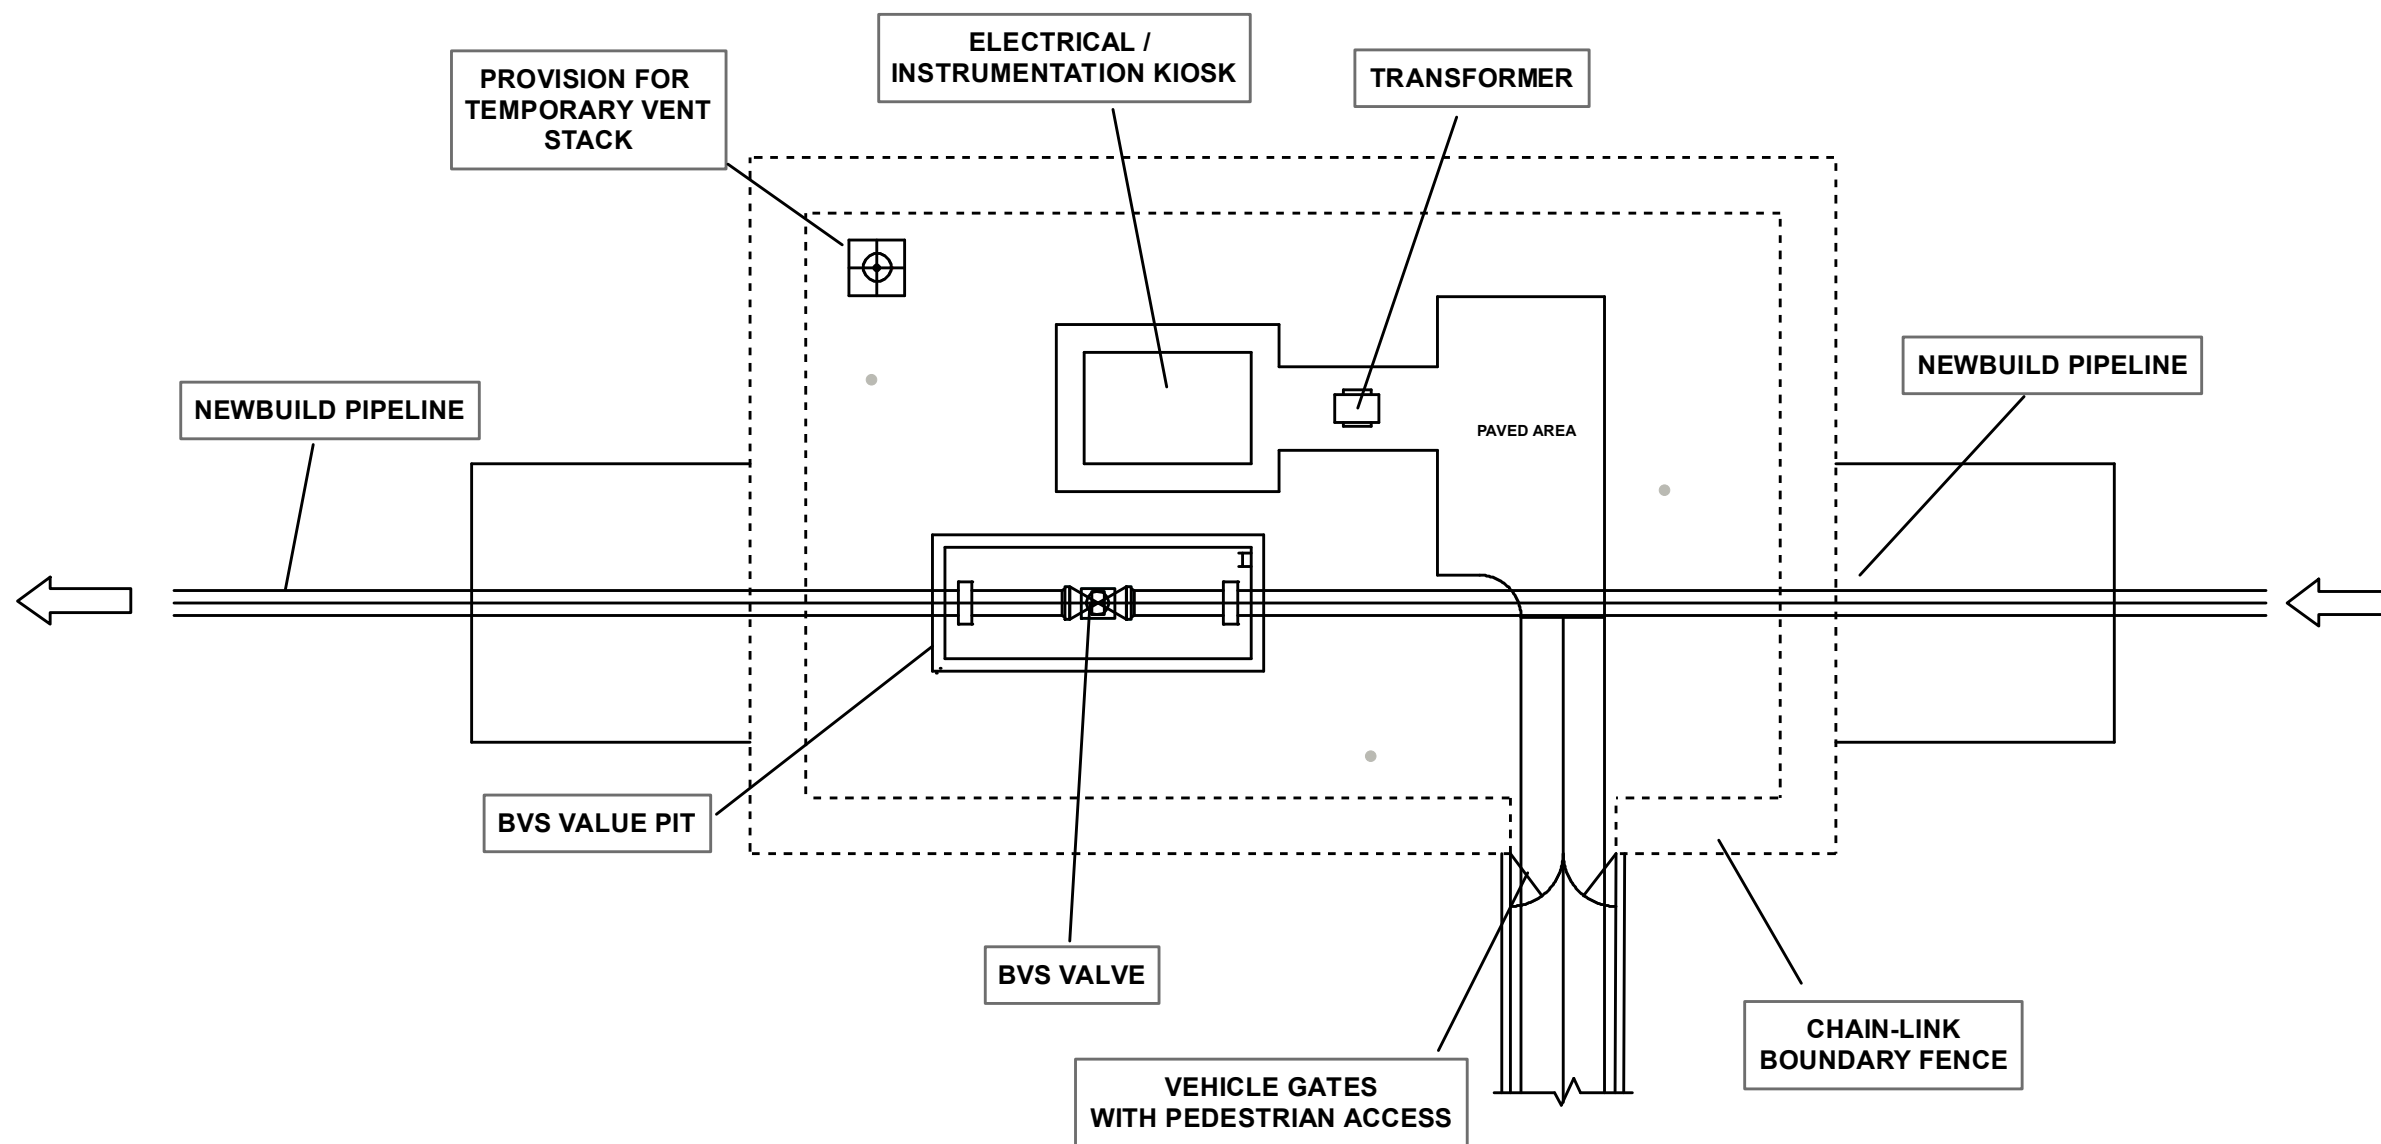 ELECTRICAL /
INSTRUMENTATION KIOSK
PROVISION FOR
TEMPORARY VENT
STACK
TRANSFORMER
NEWBUILD PIPELINE
NEWBUILD PIPELINE
PAVED AREA
BVS VALUE PIT
BVS VALVE
CHAIN-LINK
BOUNDARY FENCE
VEHICLE GATES
WITH PEDESTRIAN ACCESS